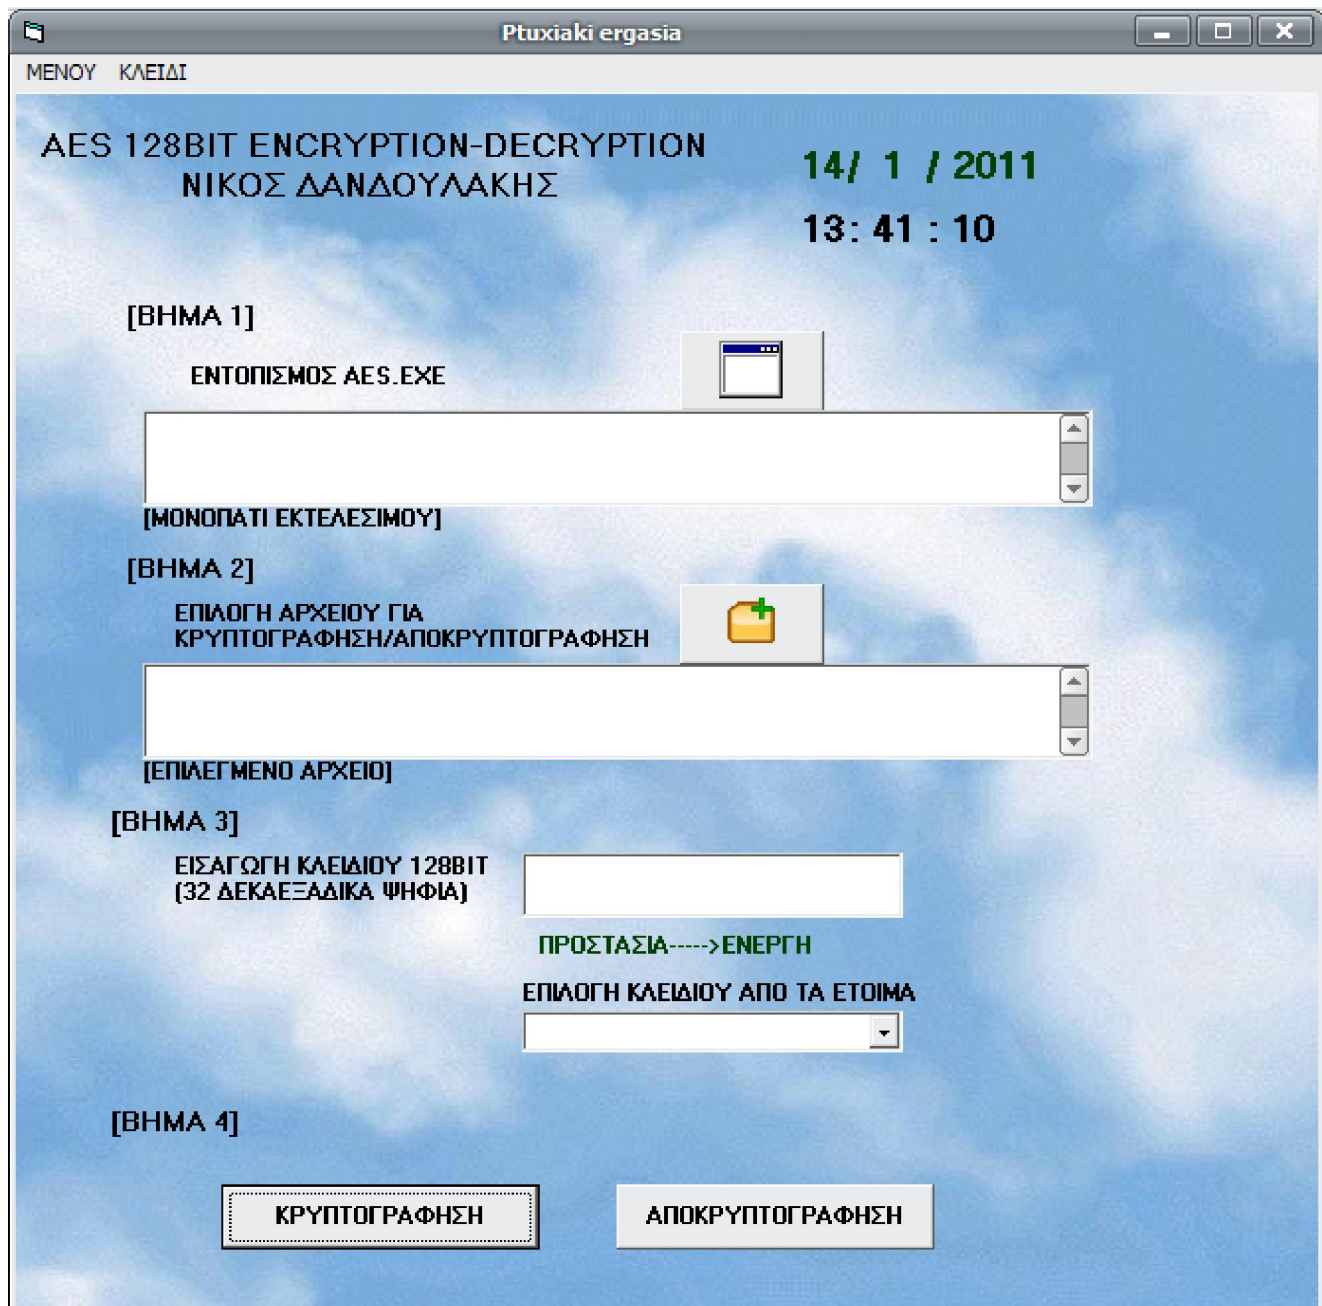 Ptuxiaki ergasia
ΜΕΝΟΥ ΚΛΕΙΔΙ
AES 128BIT ENCRYPTION-DECRYPTION
ΝΙΚΟΣ ΔΑΝΔΟΥΛΑΚΗΣ
14/ 1 / 2011
13: 41 : 10
[ΒΗΜΑ 1]
ΕΝΤΟΠΙΣΜΟΣ AES.EXE
[ΜΟΝΟΠΑΤΙ ΕΚΤΕΛΕΣΙΜΟΥ]
[ΒΗΜΑ 2]
ΕΠΙΛΟΓΗ ΑΡΧΕΙΟΥ ΓΙΑ
ΚΡΥΠΤΟΓΡΑΦΗΣΗ/ΑΠΟΚΡΥΠΤΟΓΡΑΦΗΣΗ
[ΕΠΙΛΕΓΜΕΝΟ ΑΡΧΕΙΟ]
[ΒΗΜΑ 3]
ΕΙΣΑΓΩΓΗ ΚΛΕΙΔΙΟΥ 128BIT
(32 ΔΕΚΑΕΞΑΔΙΚΑ ΨΗΦΙΑ)
ΠΡΟΣΤΑΣΙΑ----->ΕΝΕΡΓΗ
ΕΠΙΛΟΓΗ ΚΛΕΙΔΙΟΥ ΑΠΟ ΤΑ ΕΤΟΙΜΑ
[ΒΗΜΑ 4]
ΚΡΥΠΤΟΓΡΑΦΗΣΗ ΑΠΟΚΡΥΠΤΟΓΡΑΦΗΣΗ